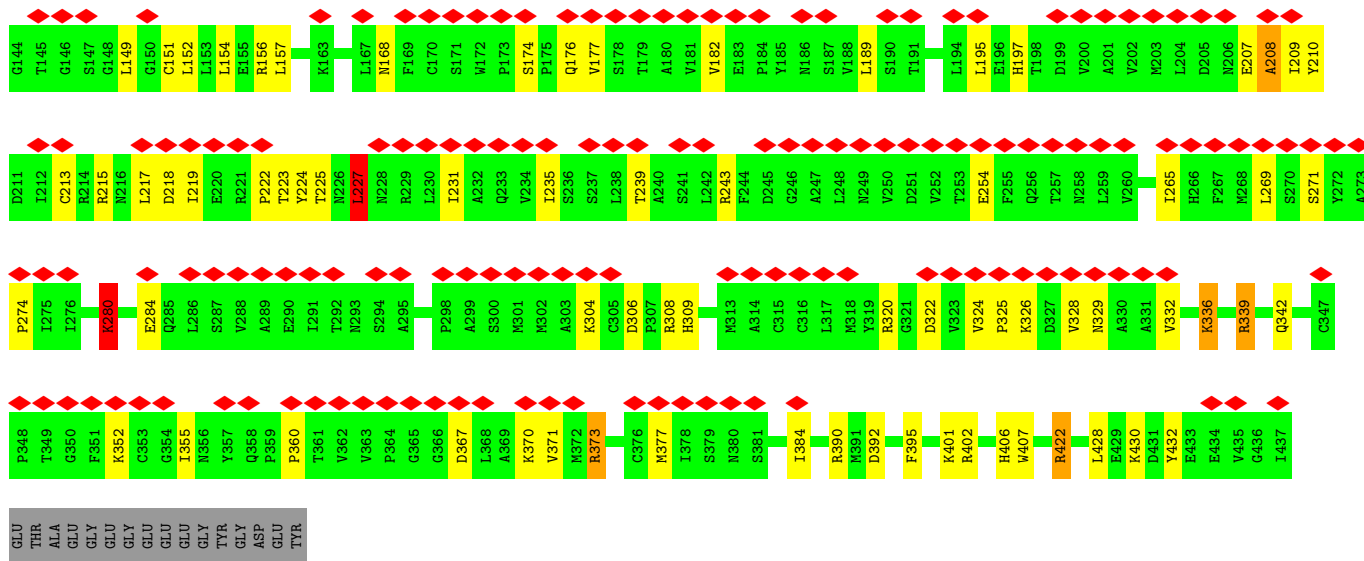 G144 T145 G146 S147 G148 L149 G150 C151 L152 L153 L154 E155 R156 L157 K163 L167 N168 F169 C170 S171 W172 P173 S174 P175 Q176 V177 S178 T179 A180 V181 V182 E183 P184 Y185 N186 S187 V188 L189 S190 T191 L194 L195 E196 H197 T198 D199 V200 A201 V202 M203 L204 D205 N206 E207 A208 I209 Y210
D211 I212 C213 R214 R215 N216 L217 D218 I219 E220 R221 P222 T223 Y224 T225 N226 L227 N228 R229 L230 I231 A232 Q233 V234 I235 S236 S237 L238 T239 A240 S241 L242 R243 F244 D245 G246 A247 L248 N249 V250 D251 V252 T253 E254 F255 Q256 T257 N258 L259 V260 I265 H266 F267 M268 L269 S270 S271 Y272 A273
P274 I275 I276 K280 E284 Q285 L286 S287 V288 A289 E290 I291 T292 N293 S294 A295 P298 A299 S300 M301 M302 A303 K304 C305 D306 P307 R308 H309 M313 A314 C315 C316 L317 M318 Y319 R320 G321 D322 V323 V324 P325 K326 D327 V328 N329 A330 A331 V332 K336 R339 Q342 C347
P348 T349 G350 F351 K352 C353 G354 I355 N356 Y357 Q358 P359 P360 T361 V362 V363 P364 G365 G366 D367 L368 A369 K370 V371 M372 R373 C376 M377 I378 S379 N380 S381 I384 R390 M391 D392 F395 K401 R402 H406 W407 R422 L428 E429 K430 D431 Y432 E433 E434 V435 G436 I437
GLU THR ALA GLU GLY GLU GLY GLU GLU GLU GLY TYR GLY ASP GLU TYR